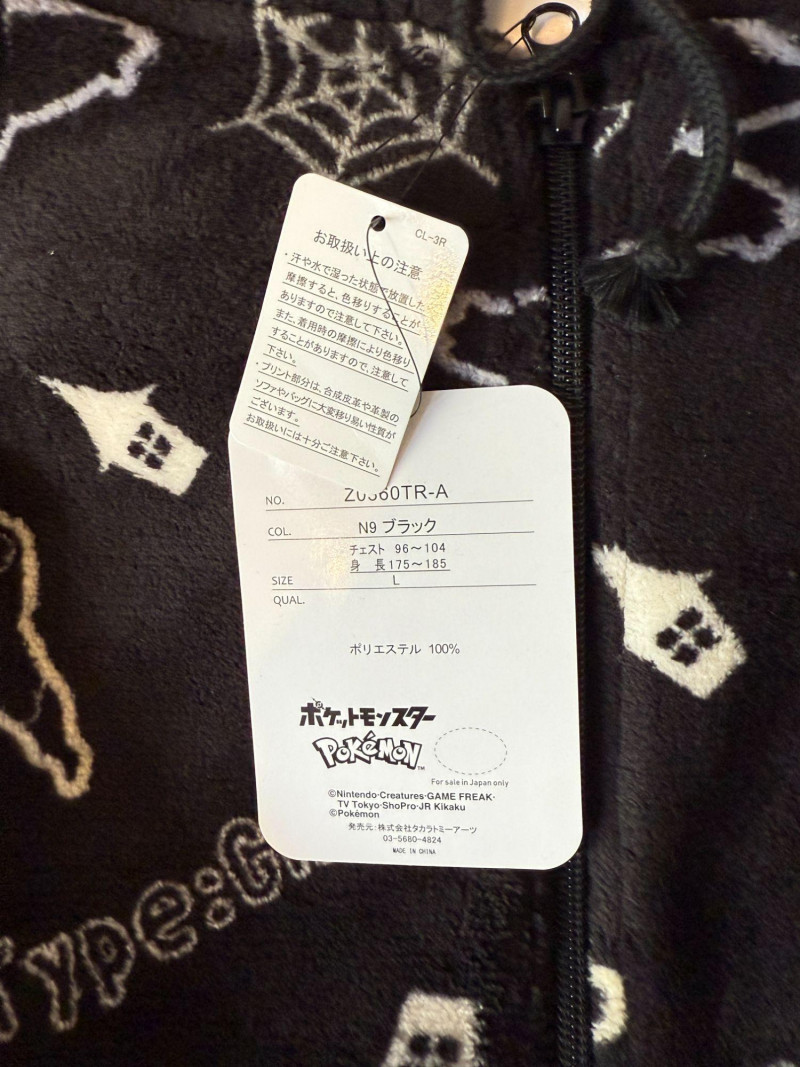 CL-3R
お取扱い上の注意
・汗や水で湿った状態で放置した
摩擦すると、色移りすることが
ありますので注意して下さい。
また、着用時の摩擦により色移り
することがありますので、注意して
下さい。
・プリント部分は、合成皮革や革製の
ソファやバッグに大変移り易い性質が
ございます。
お取扱いには十分ご注意下さい。
NO. Z0360TR-A
COL. N9 ブラック
チェスト 96〜104
身 長175〜185
SIZE L
QUAL.
ポリエステル 100%
ポケットモンスター
POKéMON™
For sale in Japan only
©Nintendo・Creatures・GAME FREAK・
TV Tokyo・ShoPro・JR Kikaku
©Pokémon
発売元：株式会社タカラトミーアーツ
03-5680-4824
MADE IN CHINA
Type:G